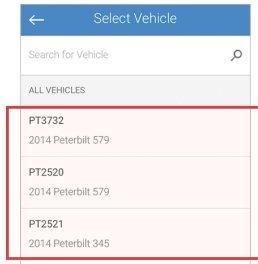 Select Vehicle
Search for Vehicle
ALL VEHICLES
PT3732
2014 Peterbilt 579
PT2520
2014 Peterbilt 579
PT2521
2014 Peterbilt 345